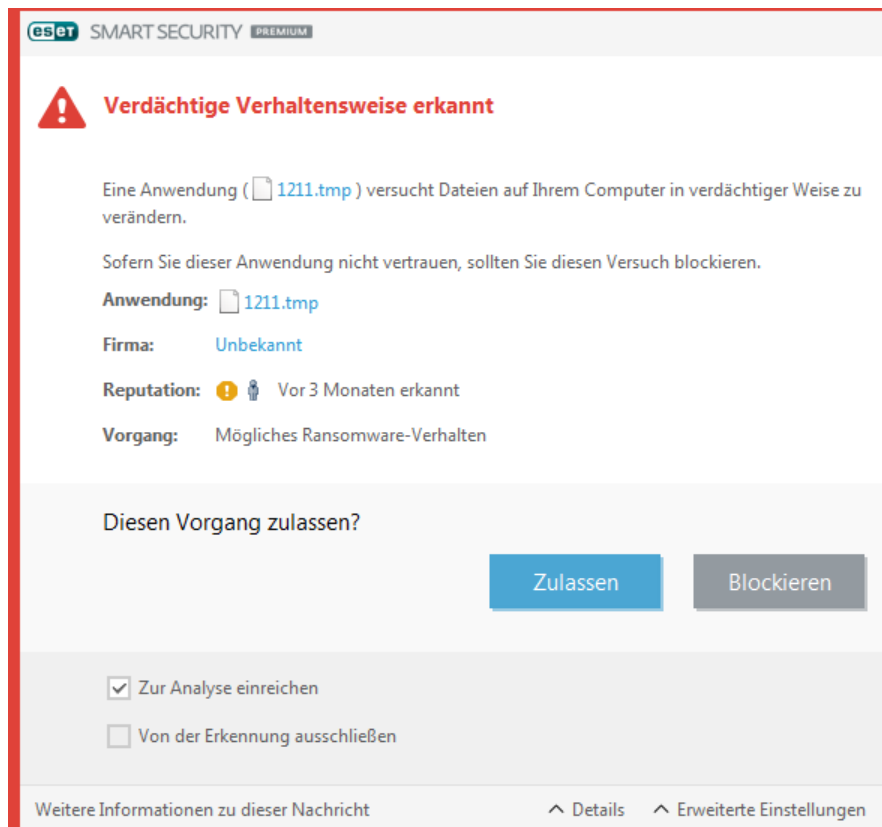 eset SMART SECURITY PREMIUM
Verdächtige Verhaltensweise erkannt
Eine Anwendung ( 1211.tmp ) versucht Dateien auf Ihrem Computer in verdächtiger Weise zu
verändern.
Sofern Sie dieser Anwendung nicht vertrauen, sollten Sie diesen Versuch blockieren.
Anwendung: 1211.tmp
Firma: Unbekannt
Reputation: Vor 3 Monaten erkannt
Vorgang: Mögliches Ransomware-Verhalten
Diesen Vorgang zulassen?
Zulassen Blockieren
Zur Analyse einreichen
Von der Erkennung ausschließen
Weitere Informationen zu dieser Nachricht Details Erweiterte Einstellungen